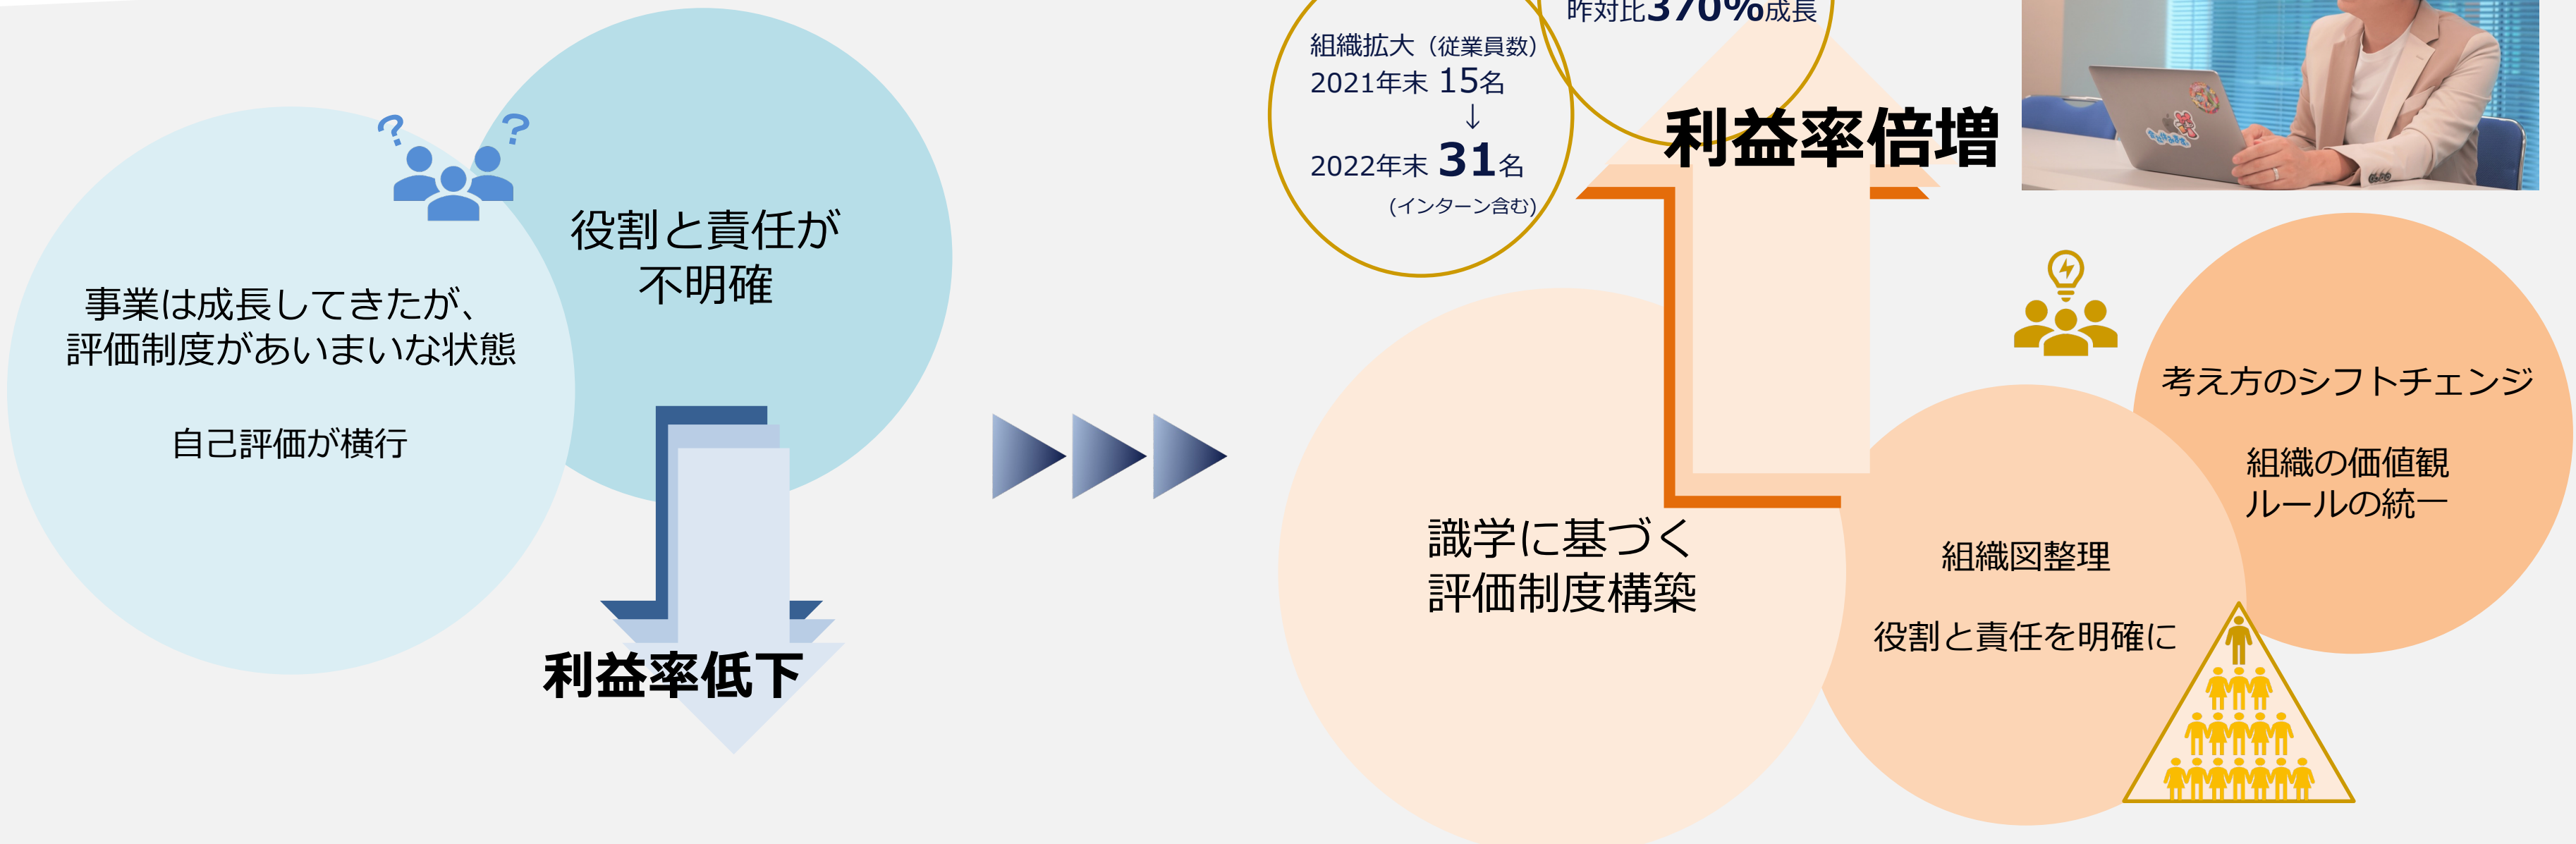 役割と責任が
不明確
事業は成長してきたが、
評価制度があいまいな状態
自己評価が横行
利益率低下
昨対比370%成長
組織拡大（従業員数）
2021年末 15名
↓
2022年末 31名
(インターン含む)
利益率倍増
識学に基づく
評価制度構築
組織図整理
役割と責任を明確に
考え方のシフトチェンジ
組織の価値観
ルールの統一